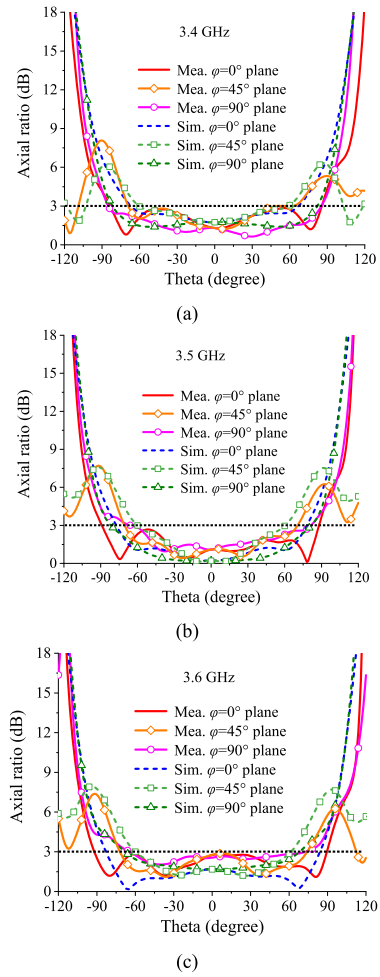 18
15
12
9
6
3
0
Axial ratio (dB)
3.4 GHz
Mea. φ=0° plane
Mea. φ=45° plane
Mea. φ=90° plane
Sim. φ=0° plane
Sim. φ=45° plane
Sim. φ=90° plane
-120 -90 -60 -30 0 30 60 90 120
Theta (degree)
(a)
18
15
12
9
6
3
0
Axial ratio (dB)
3.5 GHz
Mea. φ=0° plane
Mea. φ=45° plane
Mea. φ=90° plane
Sim. φ=0° plane
Sim. φ=45° plane
Sim. φ=90° plane
-120 -90 -60 -30 0 30 60 90 120
Theta (degree)
(b)
18
15
12
9
6
3
0
Axial ratio (dB)
3.6 GHz
Mea. φ=0° plane
Mea. φ=45° plane
Mea. φ=90° plane
Sim. φ=0° plane
Sim. φ=45° plane
Sim. φ=90° plane
-120 -90 -60 -30 0 30 60 90 120
Theta (degree)
(c)